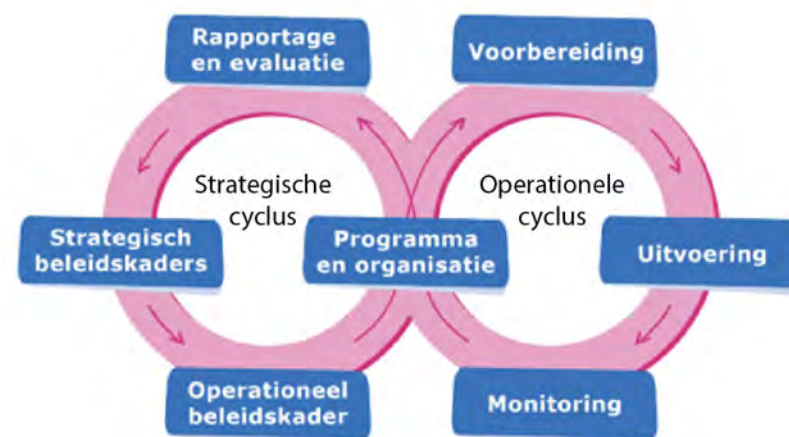 Rapportage
en evaluatie
Voorbereiding
Strategische
cyclus
Operationele
cyclus
Strategisch
beleidskaders
Programma
en organisatie
Uitvoering
Operationeel
beleidskader
Monitoring